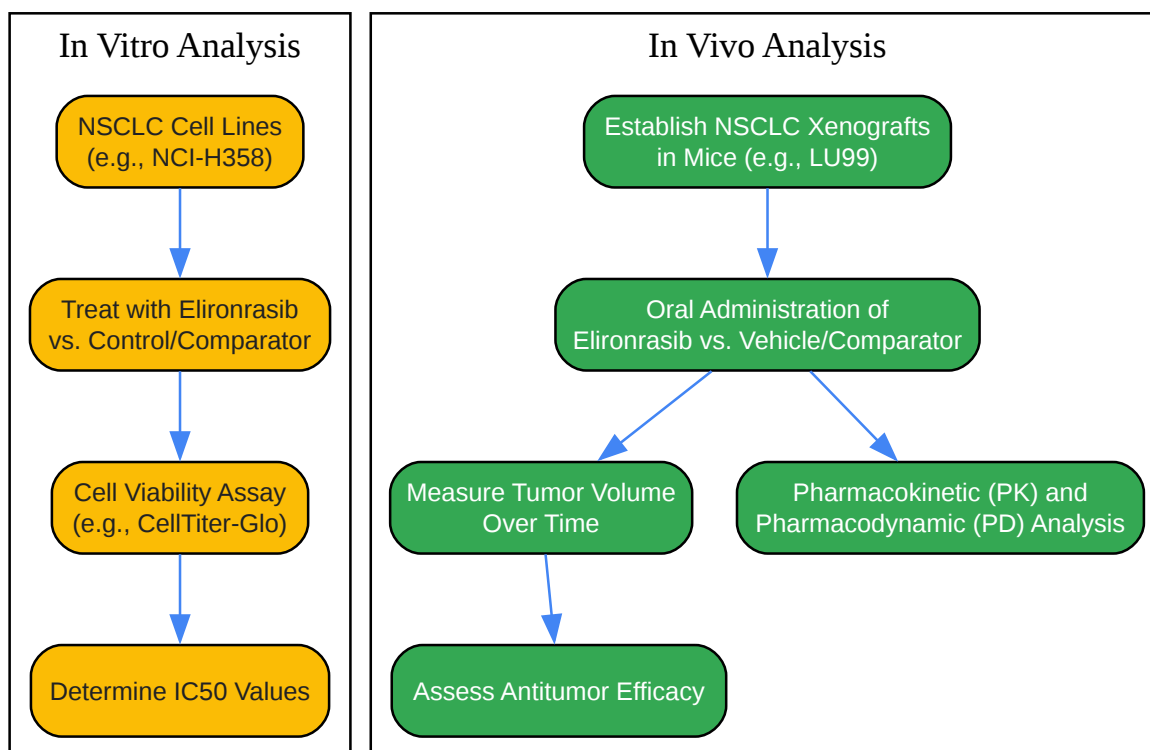 In Vitro Analysis
NSCLC Cell Lines
(e.g., NCI-H358)
Treat with Elironrasib
vs. Control/Comparator
Cell Viability Assay
(e.g., CellTiter-Glo)
Determine IC50 Values
In Vivo Analysis
Establish NSCLC Xenografts
in Mice (e.g., LU99)
Oral Administration of
Elironrasib vs. Vehicle/Comparator
Measure Tumor Volume
Over Time
Pharmacokinetic (PK) and
Pharmacodynamic (PD) Analysis
Assess Antitumor Efficacy